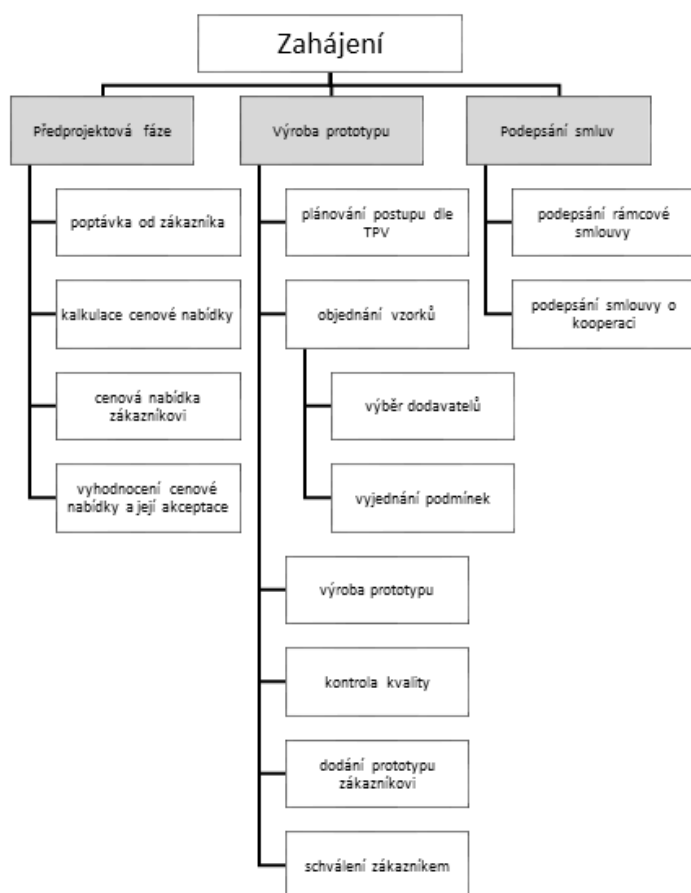 Zahájení
Předprojektová fáze
poptávka od zákazníka
kalkulace cenové nabídky
cenová nabídka
zákazníkovi
vyhodnocení cenové
nabídky a její akceptace
Výroba prototypu
plánování postupu dle
TPV
objednání vzorků
výběr dodavatelů
vyjednání podmínek
výroba prototypu
kontrola kvality
dodání prototypu
zákazníkovi
schválení zákazníkem
Podepsání smluv
podepsání rámcové
smlouvy
podepsání smlouvy o
kooperaci